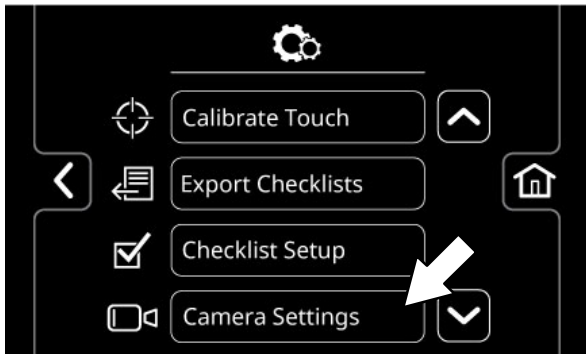 Calibrate Touch
Export Checklists
Checklist Setup
Camera Settings